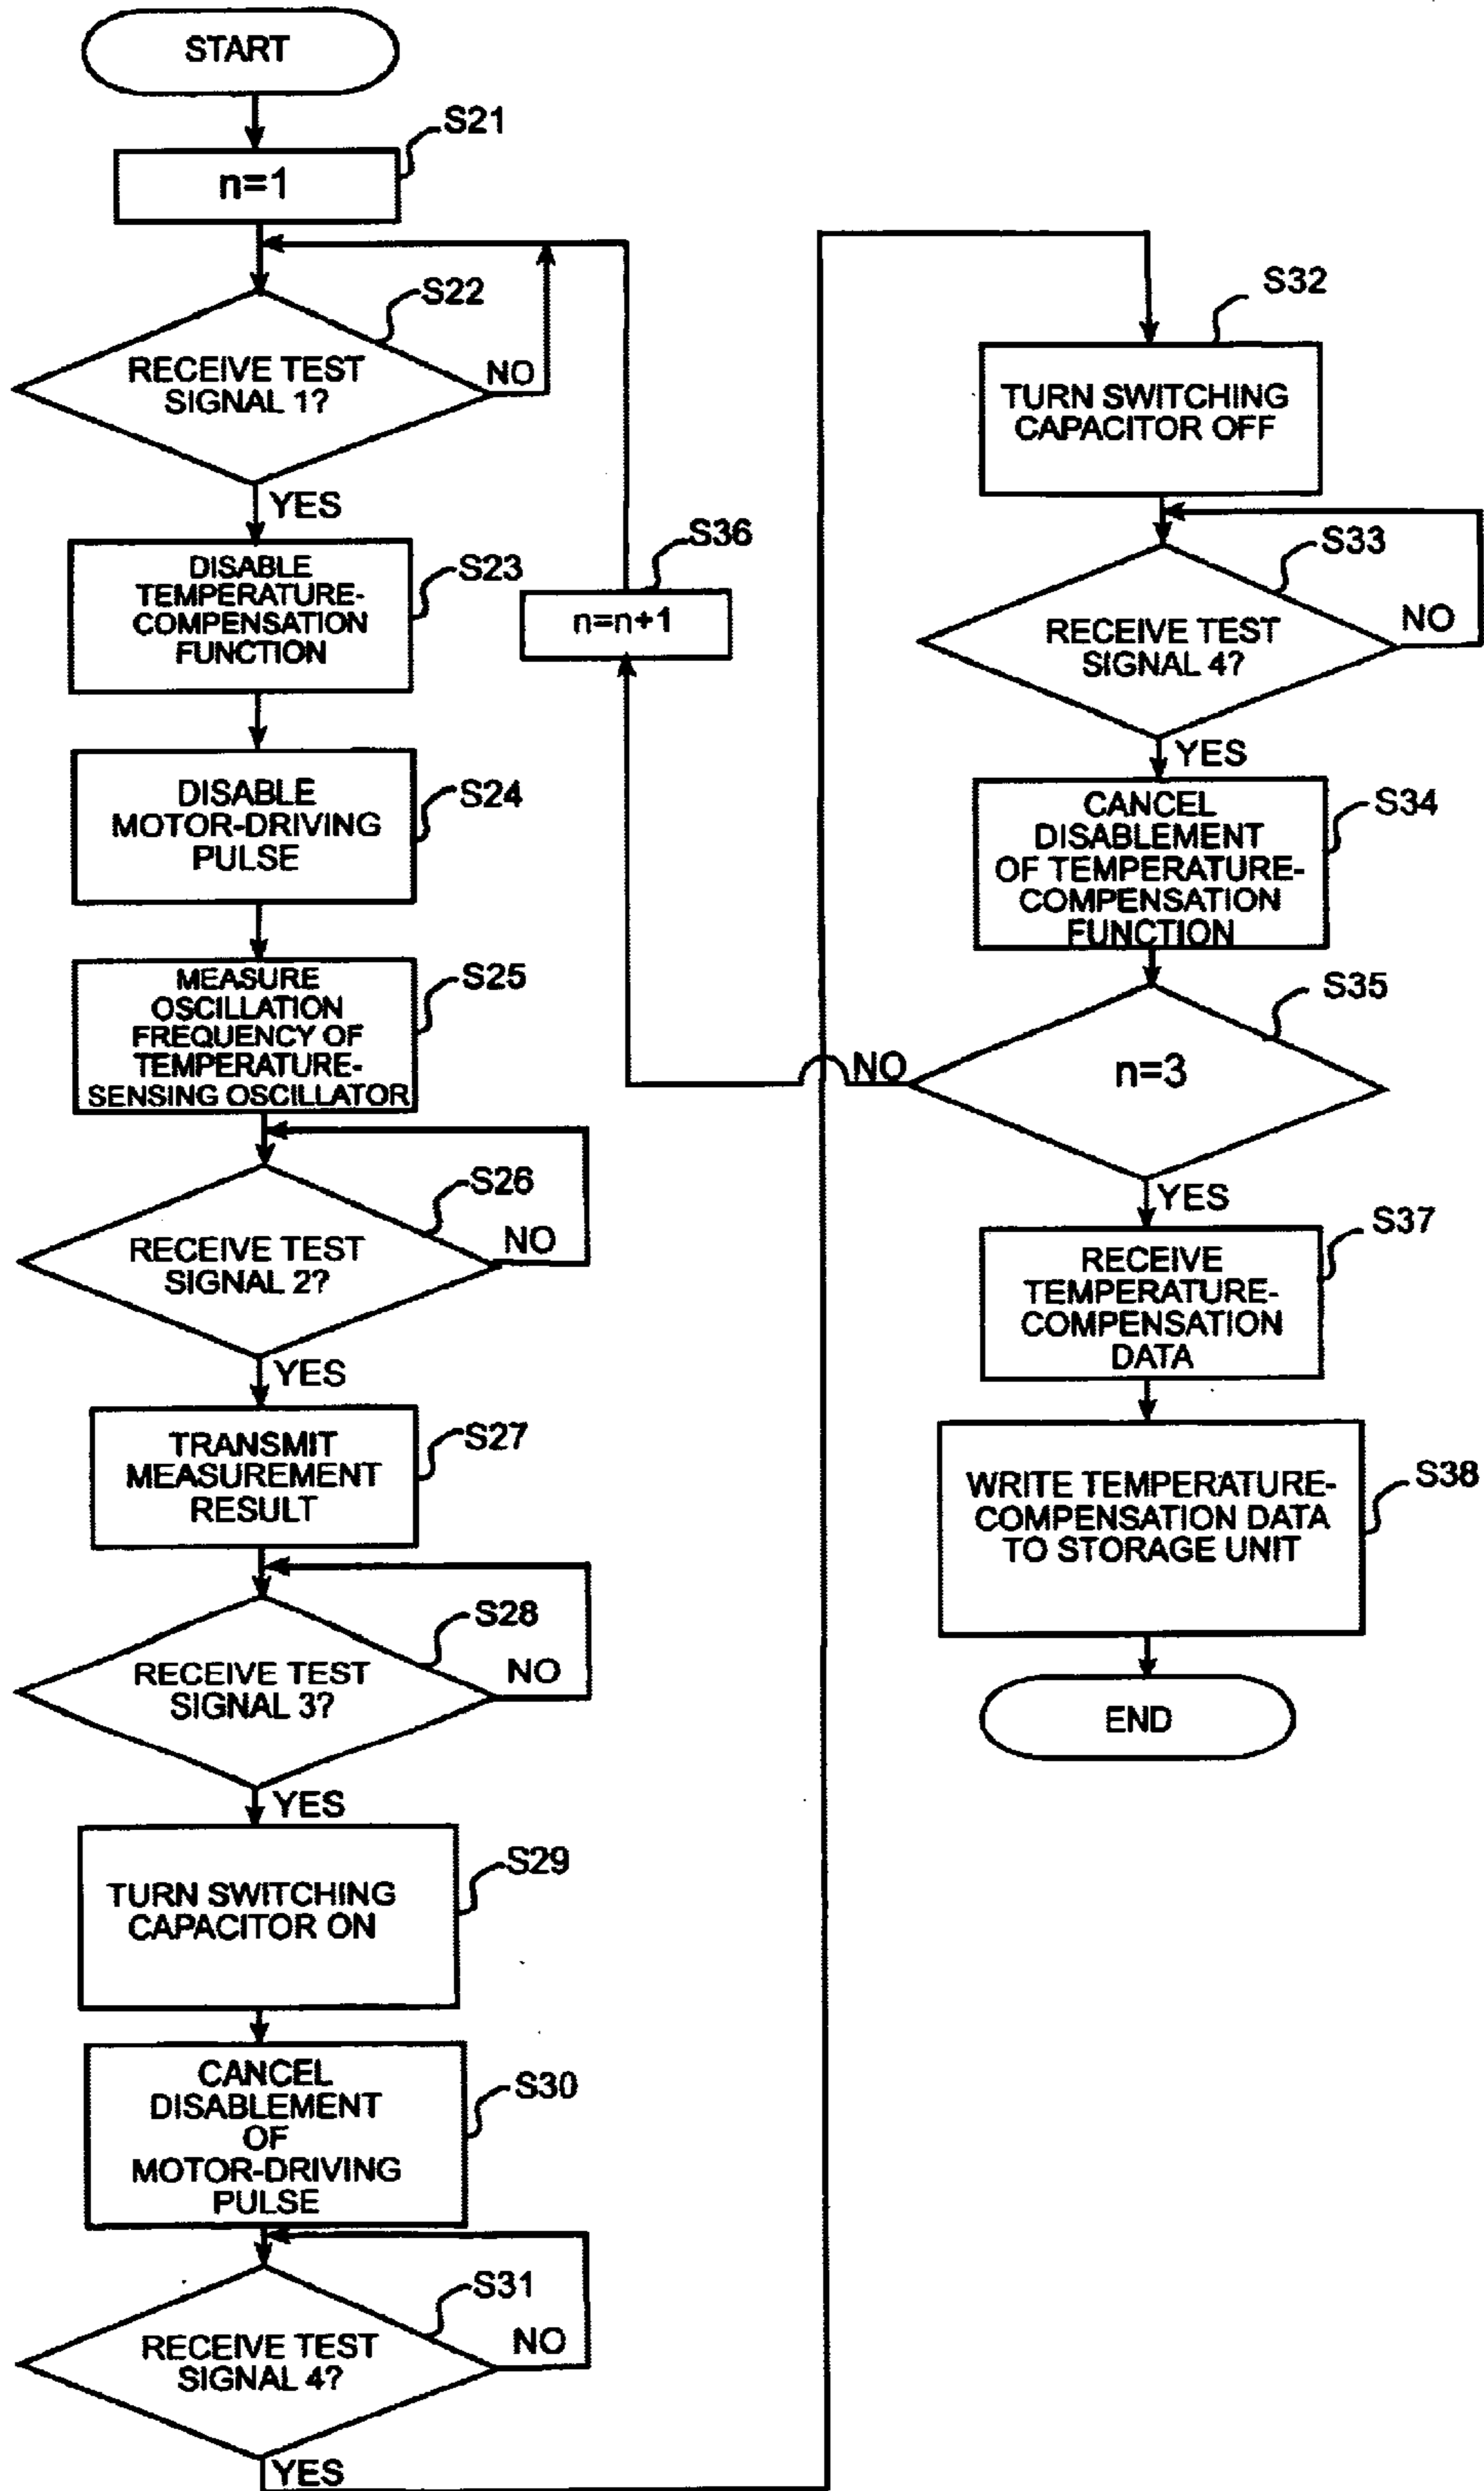 START
S21
n=1
S22
RECEIVE TEST
SIGNAL 1?
NO
YES
S23
DISABLE
TEMPERATURE-
COMPENSATION
FUNCTION
S36
n=n+1
S24
DISABLE
MOTOR-DRIVING
PULSE
S25
MEASURE
OSCILLATION
FREQUENCY OF
TEMPERATURE-
SENSING OSCILLATOR
S26
RECEIVE TEST
SIGNAL 2?
NO
YES
S27
TRANSMIT
MEASUREMENT
RESULT
S28
RECEIVE TEST
SIGNAL 3?
NO
YES
S29
TURN SWITCHING
CAPACITOR ON
S30
CANCEL
DISABLEMENT
OF
MOTOR-DRIVING
PULSE
S31
RECEIVE TEST
SIGNAL 4?
NO
YES
S32
TURN SWITCHING
CAPACITOR OFF
S33
RECEIVE TEST
SIGNAL 4?
NO
YES
S34
CANCEL
DISABLEMENT
OF TEMPERATURE-
COMPENSATION
FUNCTION
S35
n=3
NO
YES
S37
RECEIVE
TEMPERATURE-
COMPENSATION
DATA
S38
WRITE TEMPERATURE-
COMPENSATION DATA
TO STORAGE UNIT
END